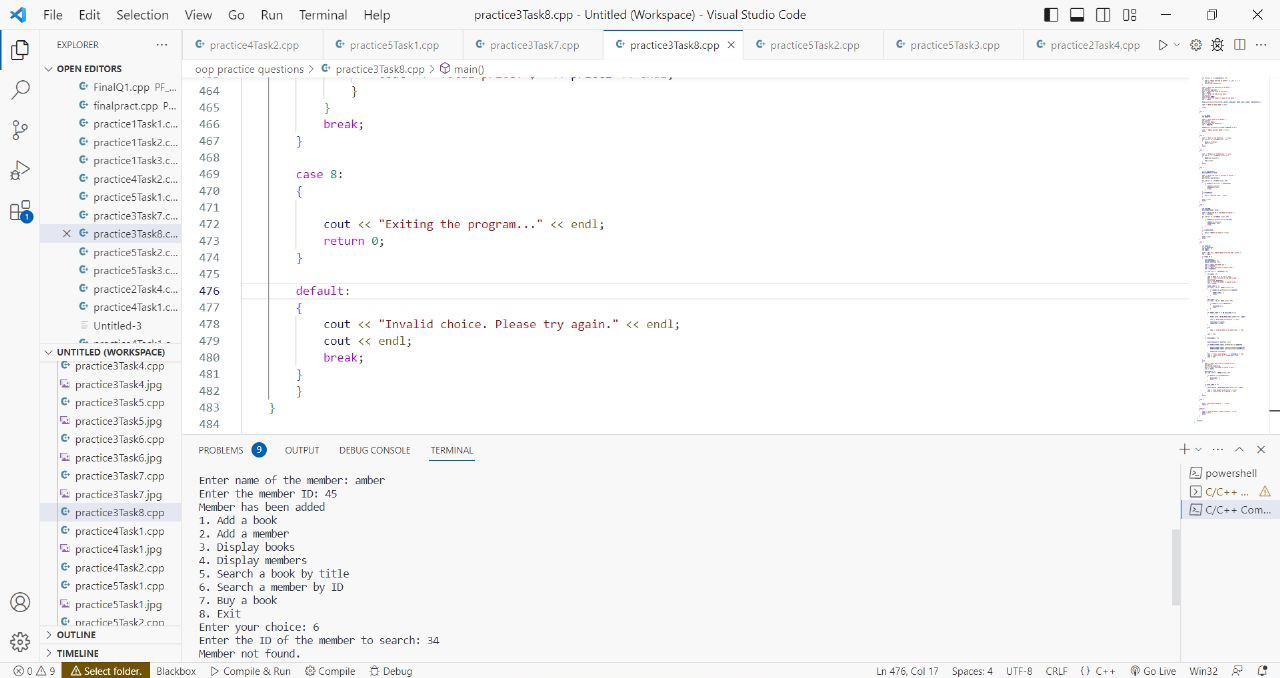 File Edit Selection View Go Run Terminal Help practice3Task8.cpp - Untitled (Workspace) - Visual Studio Code
EXPLORER
OPEN EDITORS
FinalQ1.cpp PF_...
finalpract.cpp P...
practice1Task1.c...
practice1Task2.c...
practice1Task3.c...
practice4Task2.c...
practice5Task1.c...
practice3Task7.c...
practice3Task8.c...
practice5Task2.c...
practice5Task3.c...
practice2Task4.c...
practice4Task1.c...
Untitled-3
UNTITLED (WORKSPACE)
practice3Task4.cpp
practice3Task4.jpg
practice3Task5.cpp
practice3Task5.jpg
practice3Task6.cpp
practice3Task6.jpg
practice3Task7.cpp
practice3Task7.jpg
practice3Task8.cpp
practice4Task1.cpp
practice4Task1.jpg
practice4Task2.cpp
practice5Task1.cpp
practice5Task1.jpg
practice5Task2.cpp
OUTLINE
TIMELINE
1
practice4Task2.cpp practice5Task1.cpp practice3Task7.cpp practice3Task8.cpp practice5Task2.cpp practice5Task3.cpp practice2Task4.cpp
oop practice questions > practice3Task8.cpp > main()
464
465
466 break;
467 }
468
469 case 8:
470 {
471
472 << "Exiting the program..." << endl;
473 return 0;
474 }
475
476 default:
477 {
478 cout "Invalid choice. Please try again." << endl;
479 cout endl;
480 break;
481 }
482 }
483 }
484
PROBLEMS 9 OUTPUT DEBUG CONSOLE TERMINAL
Enter name of the member: amber
Enter the member ID: 45
Member has been added
1. Add a book
2. Add a member
3. Display books
4. Display members
5. Search a book by title
6. Search a member by ID
7. Buy a book
8. Exit
Enter your choice: 6
Enter the ID of the member to search: 34
Member not found.
powershell
C/C++ ...
C/C++ Com...
0 9 Select folder. Blackbox Compile & Run Compile Debug Ln 476, Col 17 Spaces: 4 UTF-8 CRLF {} C++ Go Live Win32